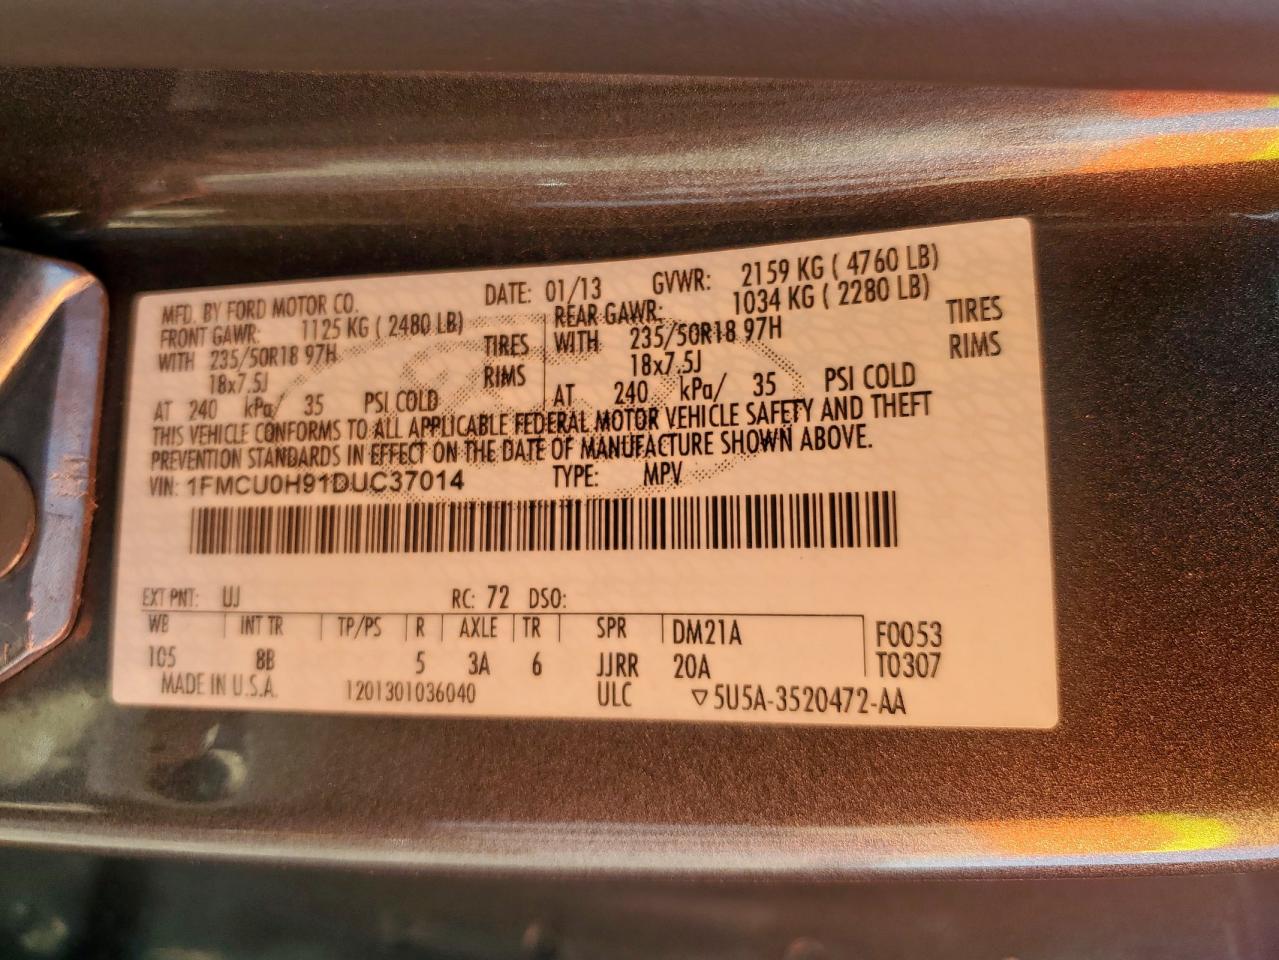 MFD. BY FORD MOTOR CO. DATE: 01/13 GVWR: 2159 KG ( 4760 LB)
FRONT GAWR: 1125 KG ( 2480 LB) REAR GAWR: 1034 KG ( 2280 LB)
WITH 235/50R18 97H TIRES WITH 235/50R18 97H TIRES
18x7.5J RIMS 18x7.5J RIMS
AT 240 kPa/ 35 PSI COLD AT 240 kPa/ 35 PSI COLD
THIS VEHICLE CONFORMS TO ALL APPLICABLE FEDERAL MOTOR VEHICLE SAFETY AND THEFT
PREVENTION STANDARDS IN EFFECT ON THE DATE OF MANUFACTURE SHOWN ABOVE.
VIN: 1FMCU0H91DUC37014 TYPE: MPV
EXT PNT: UJ RC: 72 DSO:
WB INT TR TP/PS R AXLE TR SPR DM21A F0053
105 8B 5 3A 6 JJRR 20A T0307
MADE IN U.S.A. 1201301036040 ULC ▽5U5A-3520472-AA